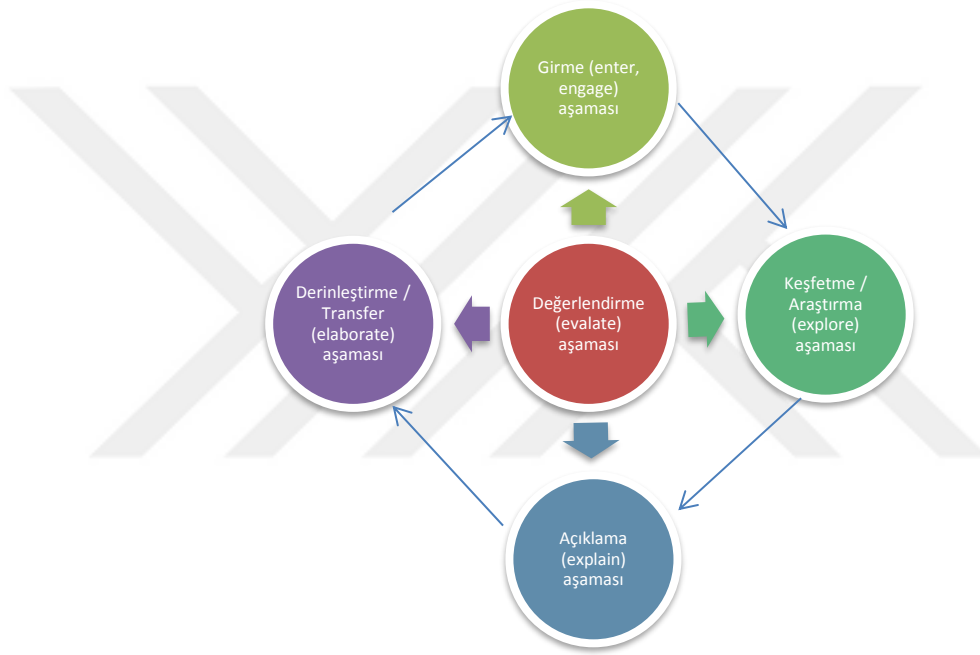 Girme (enter,
engage)
aşaması
Derinleştirme /
Transfer
(elaborate)
aşaması
Değerlendirme
(evalate)
aşaması
Keşfetme /
Araştırma
(explore)
aşaması
Açıklama
(explain)
aşaması